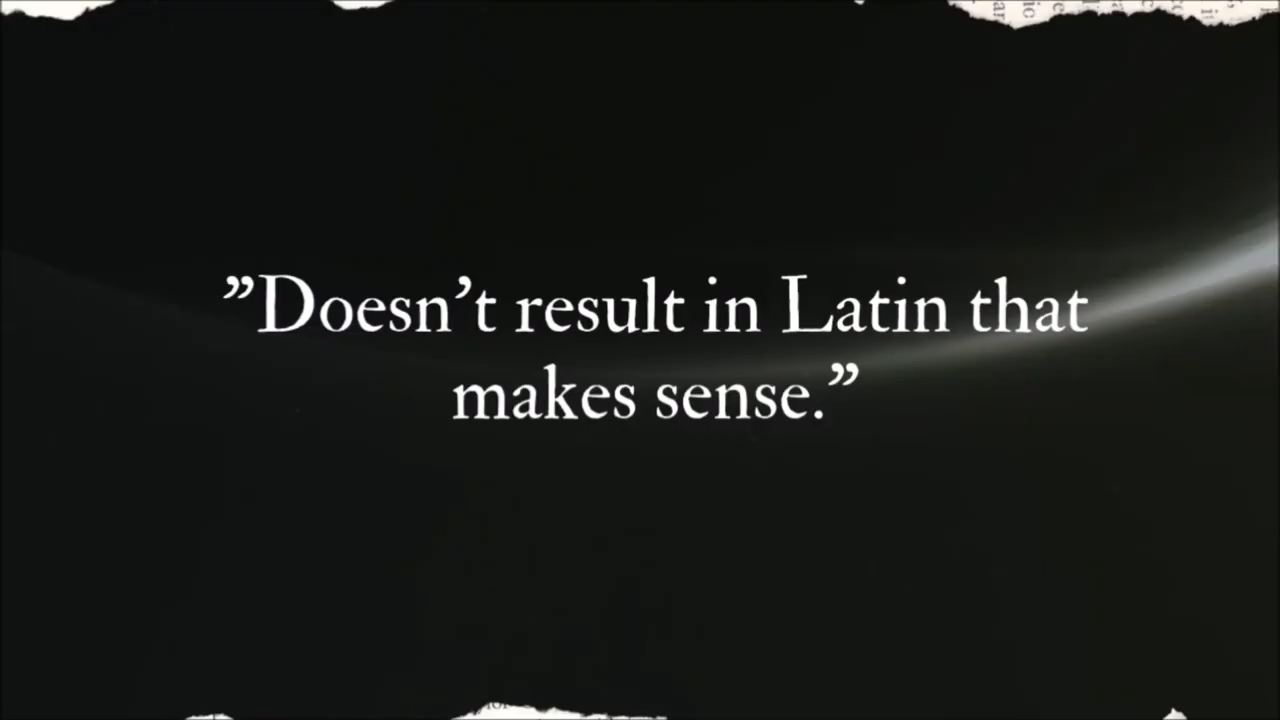 ”Doesn’t result in Latin that
makes sense.”